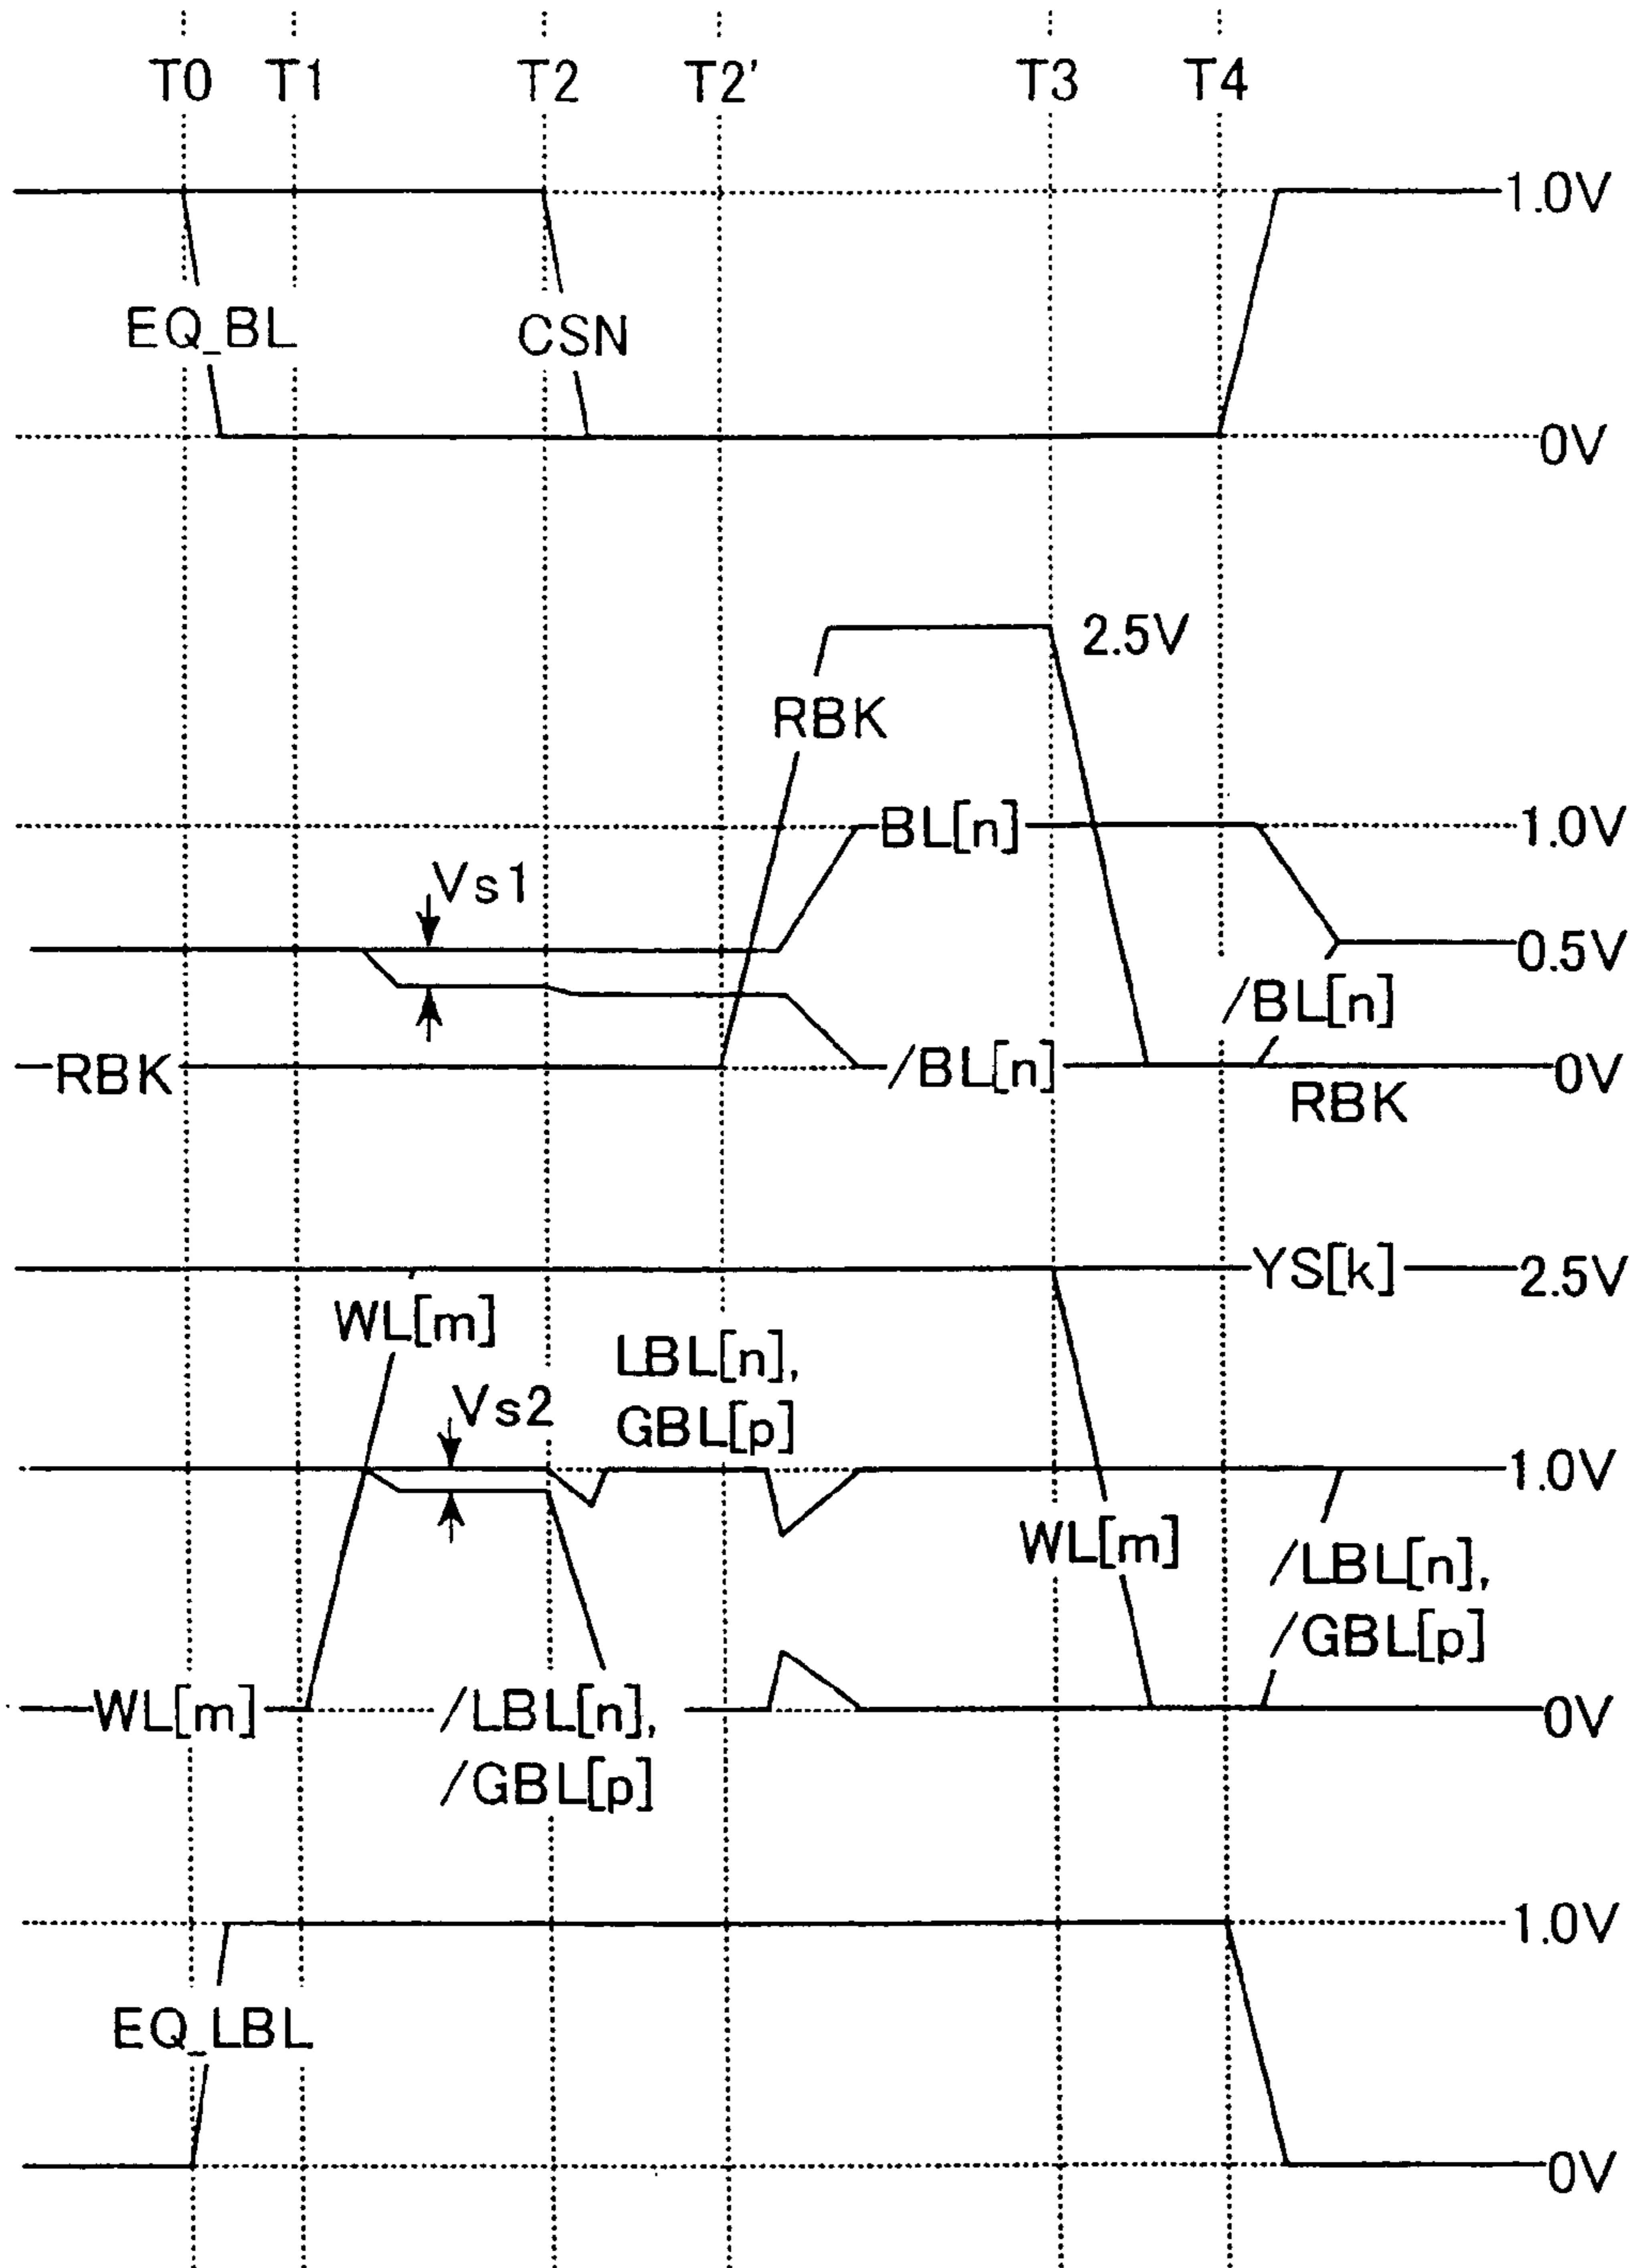 T0 T1 T2 T2' T3 T4
1.0V
EQ_BL CSN
0V
2.5V
RBK
BL[n] 1.0V
Vs1
0.5V
/BL[n]
RBK /BL[n] 0V
RBK
YS[k] 2.5V
WL[m]
LBL[n],
GBL[p]
Vs2
1.0V
WL[m]
/LBL[n],
/GBL[p]
WL[m] /LBL[n], 0V
/GBL[p]
1.0V
EQ_LBL
0V